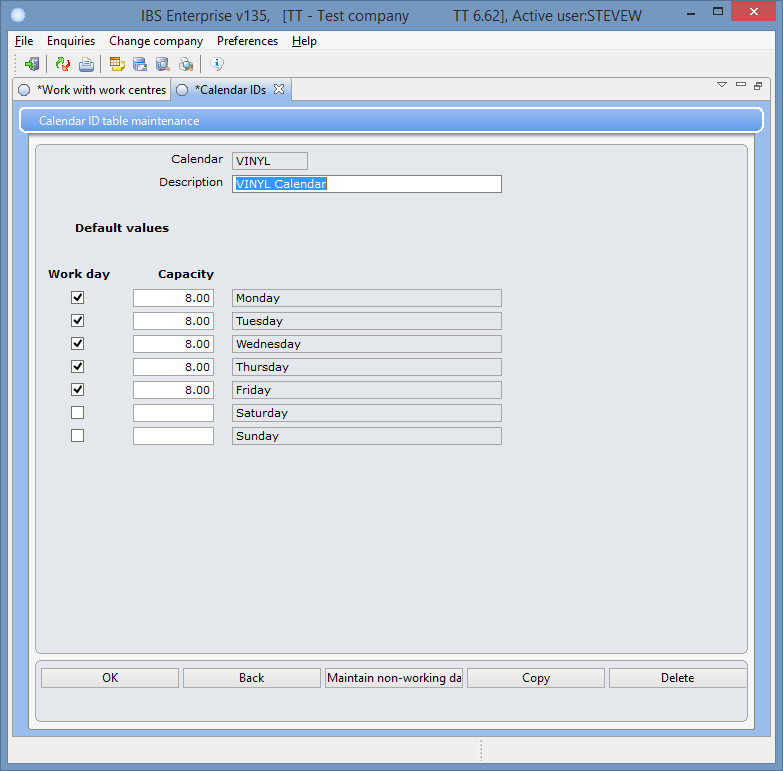 IBS Enterprise v135, [TT - Test company TT 6.62], Active user:STEVEW
File Enquiries Change company Preferences Help
*Work with work centres *Calendar IDs
Calendar ID table maintenance
Calendar VINYL
Description VINYL Calendar
Default values
Work day Capacity
8.00 Monday
8.00 Tuesday
8.00 Wednesday
8.00 Thursday
8.00 Friday
Saturday
Sunday
OK Back Maintain non-working da Copy Delete